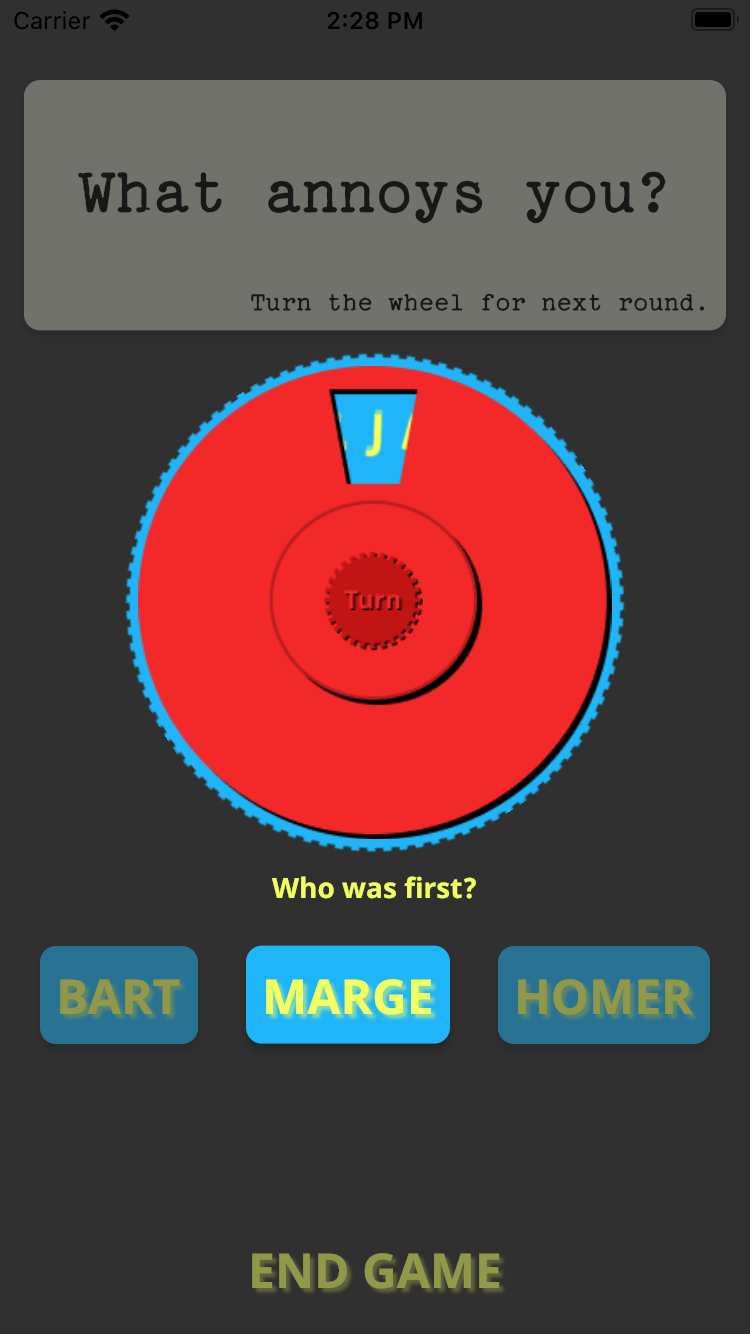 Carrier 2:28 PM
What annoys you?
Turn the wheel for next round.
J
Turn
Who was first?
BART MARGE HOMER
END GAME